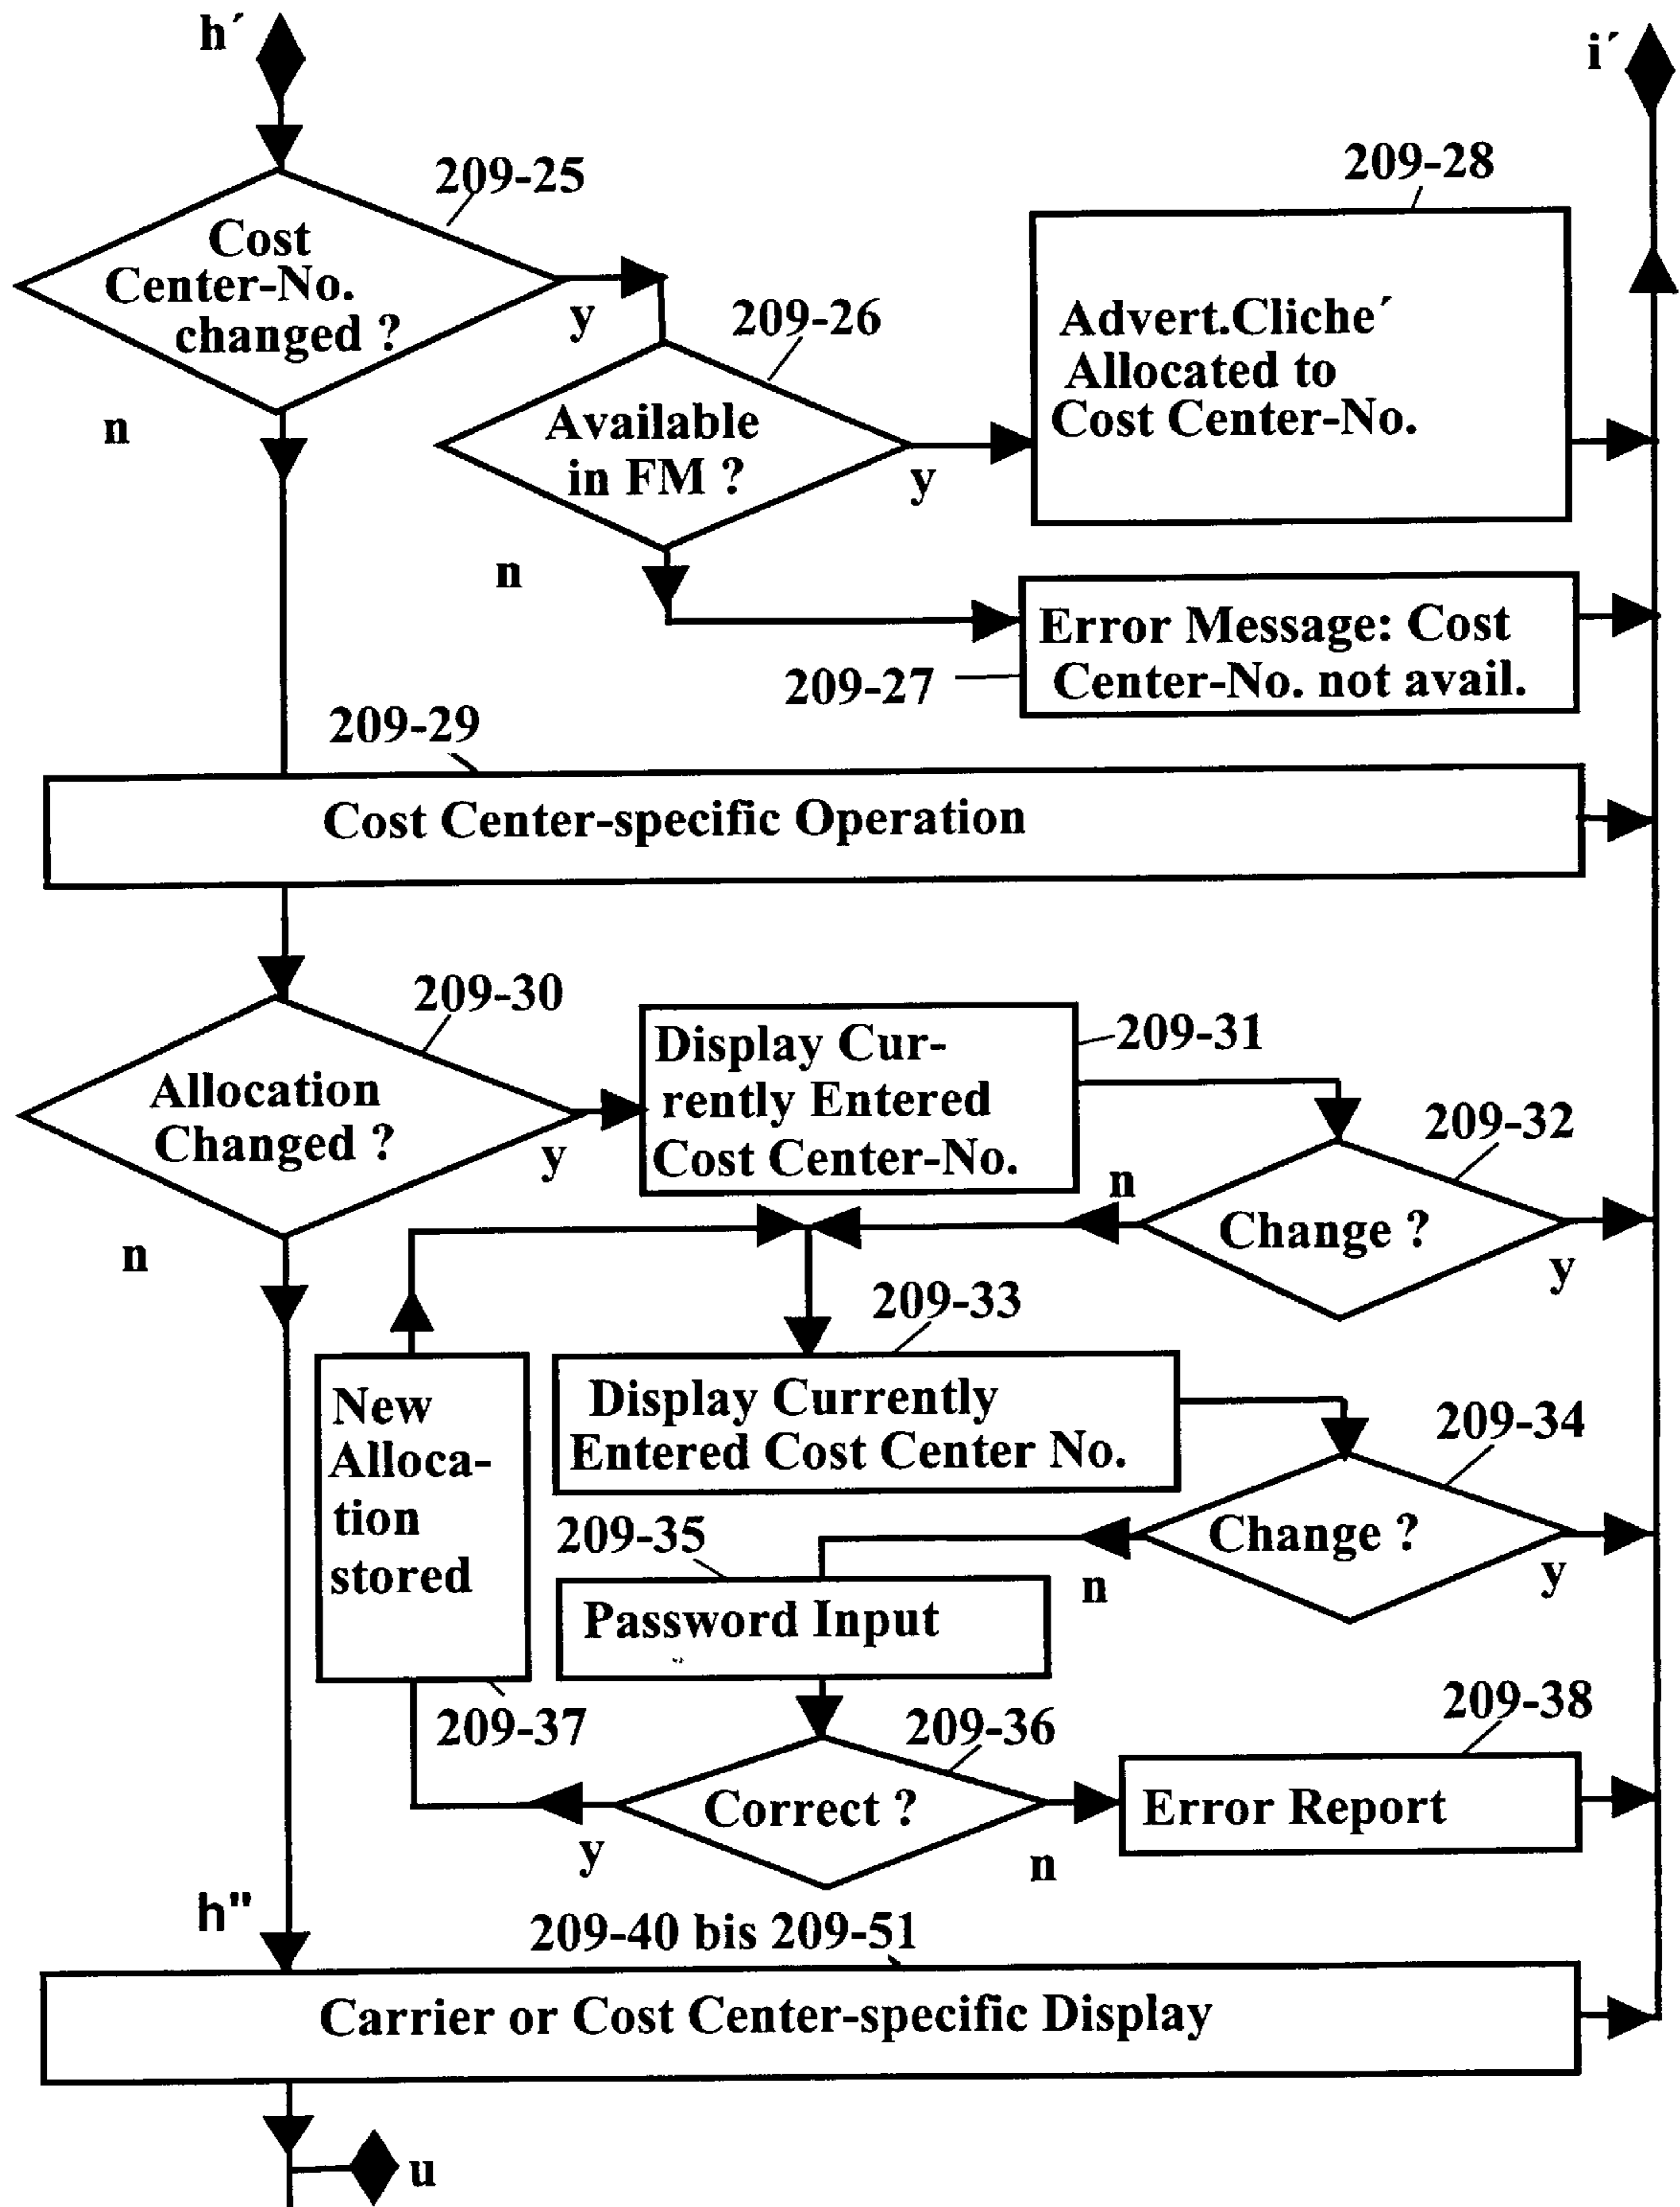 h´
i´
209-25
209-28
Cost
Center-No.
changed ?
y
n
209-26
Available
in FM ?
y
n
Advert.Cliche´
Allocated to
Cost Center-No.
Error Message: Cost
Center-No. not avail.
209-27
209-29
Cost Center-specific Operation
209-30
Allocation
Changed ?
y
n
Display Cur-
rently Entered
Cost Center-No.
209-31
209-32
n
Change ?
y
209-33
Display Currently
Entered Cost Center No.
New
Alloca-
tion
stored
209-34
Change ?
n
y
209-35
Password Input
209-37
209-36
209-38
Correct ?
y
n
Error Report
h"
209-40 bis 209-51
Carrier or Cost Center-specific Display
u